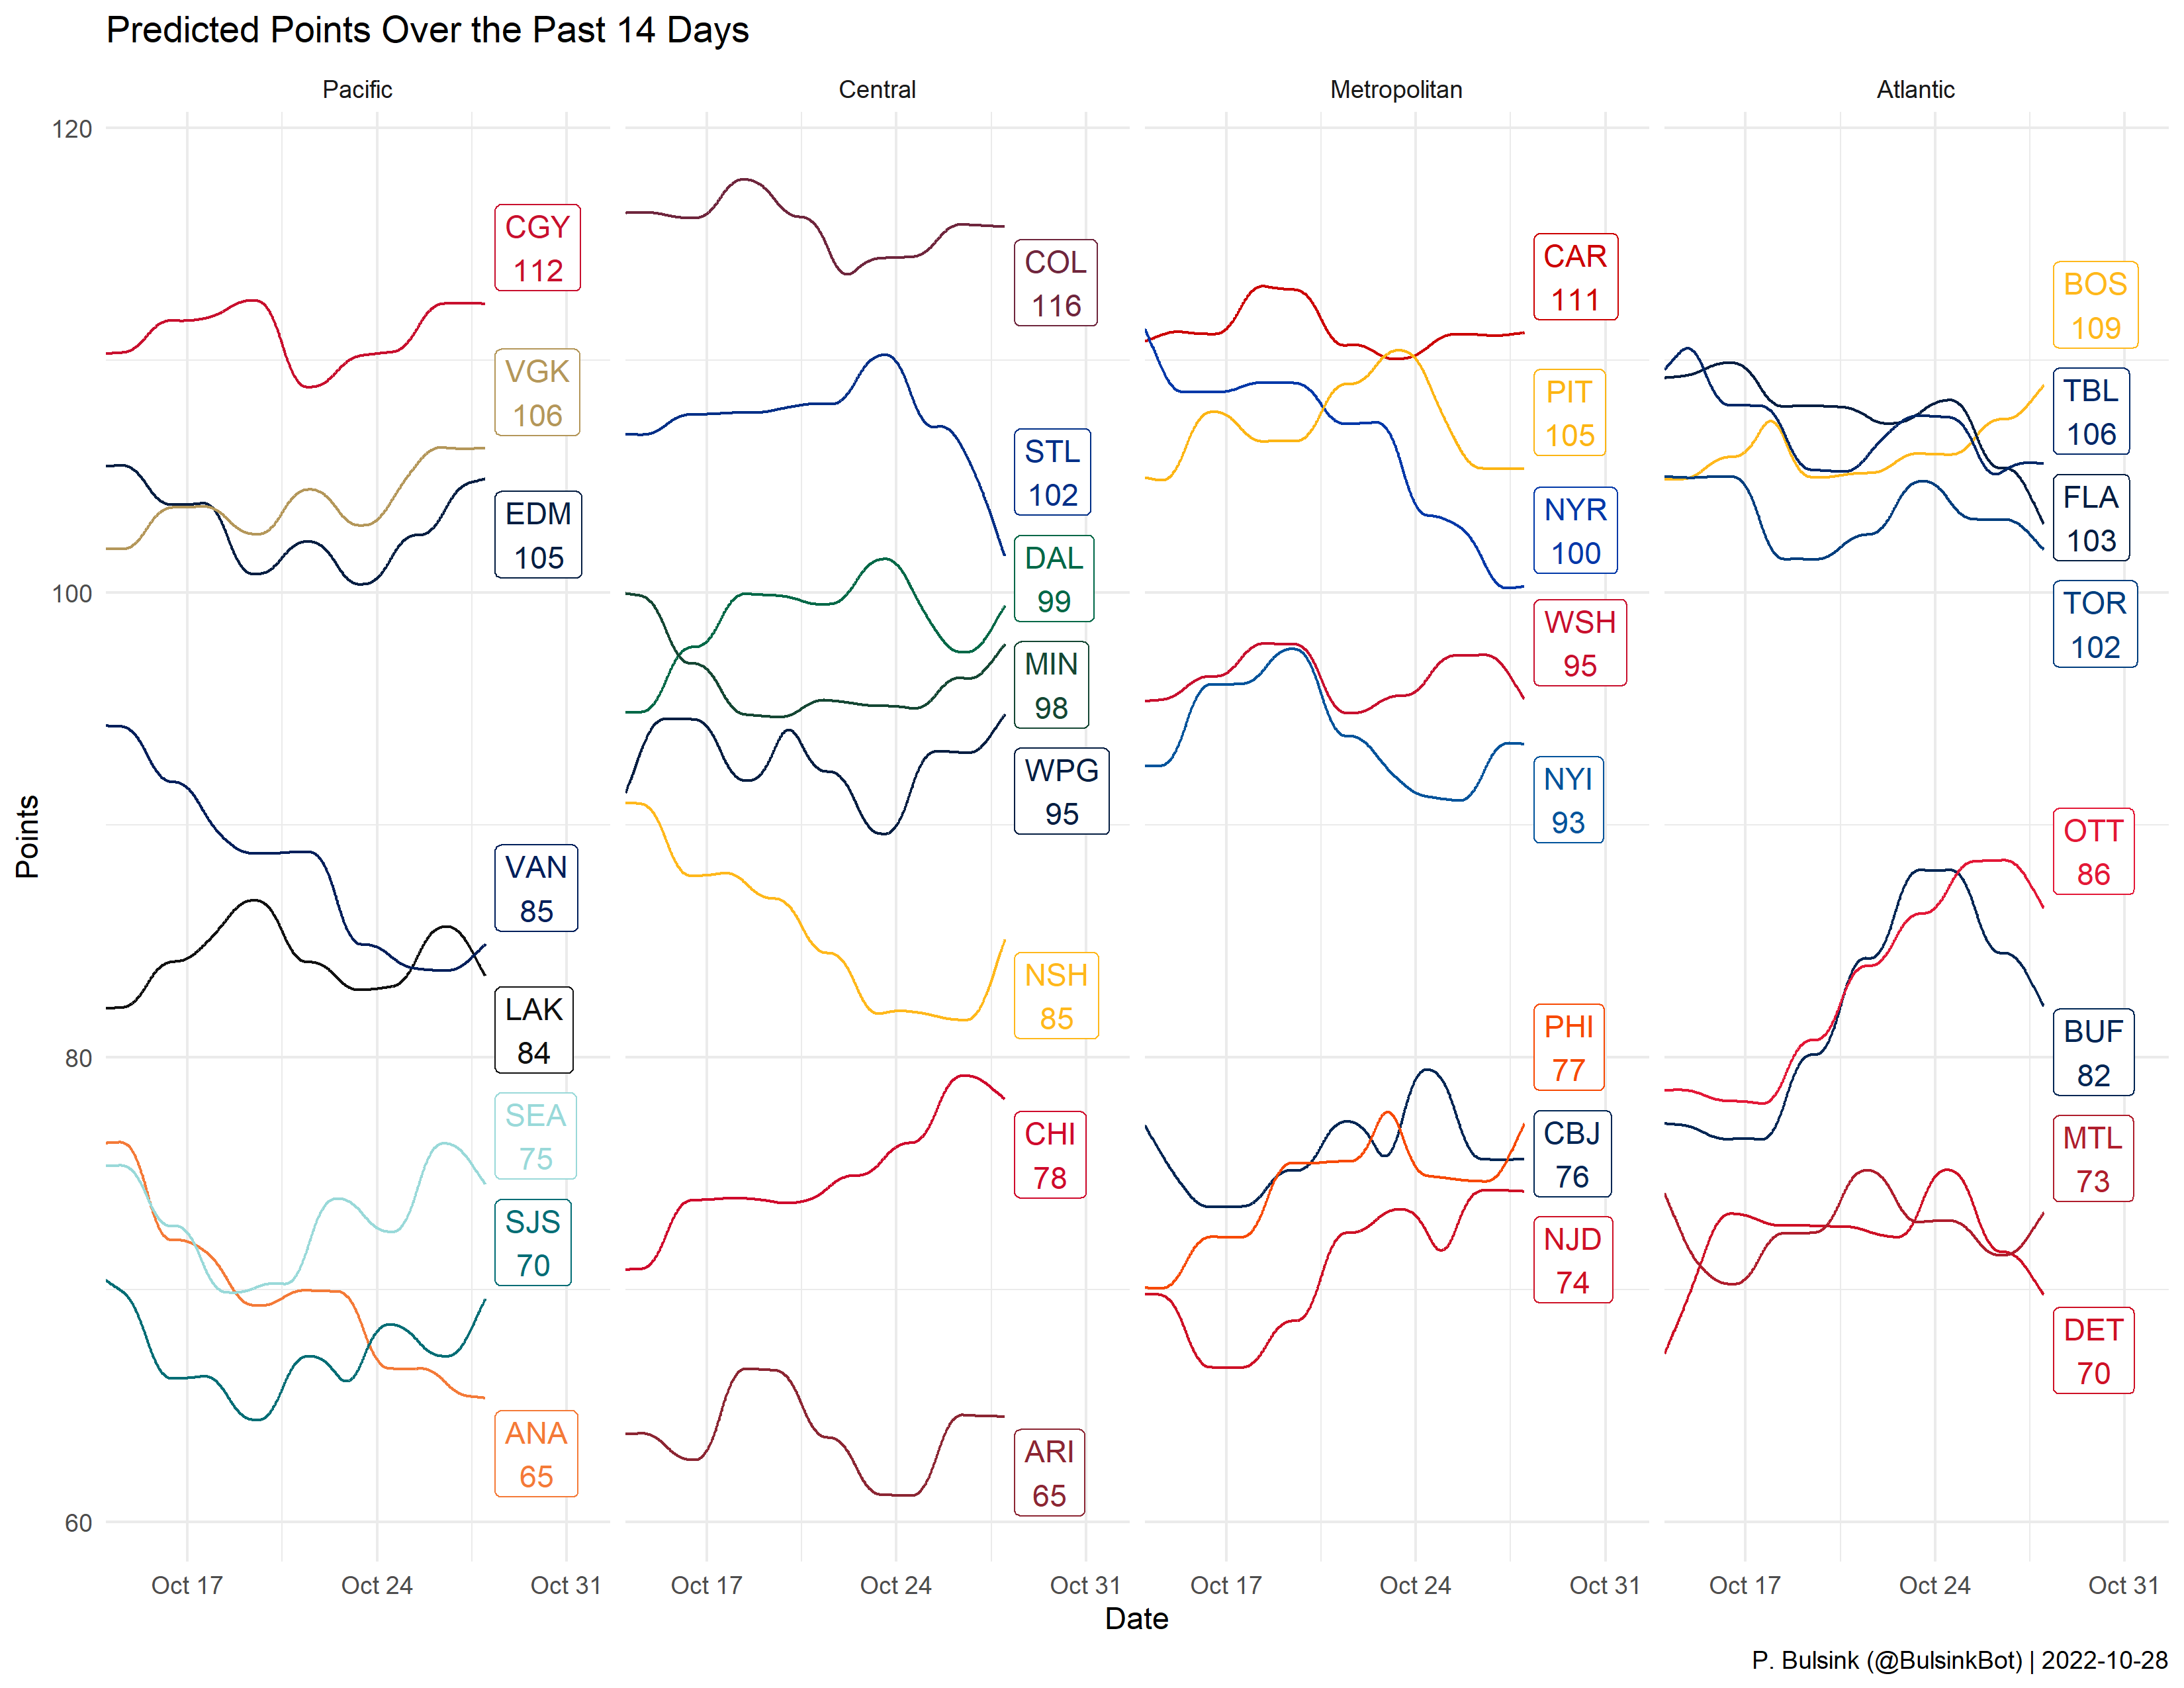 Predicted Points Over the Past 14 Days
Pacific
Central
Metropolitan
Atlantic
Points
120
100
80
60
CGY
112
VGK
106
EDM
105
VAN
85
LAK
84
SEA
75
SJS
70
ANA
65
COL
116
STL
102
DAL
99
MIN
98
WPG
95
NSH
85
CHI
78
ARI
65
CAR
111
PIT
105
NYR
100
WSH
95
NYI
93
PHI
77
CBJ
76
NJD
74
BOS
109
TBL
106
FLA
103
TOR
102
OTT
86
BUF
82
MTL
73
DET
70
Oct 17 Oct 24 Oct 31 Oct 17 Oct 24 Oct 31 Oct 17 Oct 24 Oct 31 Oct 17 Oct 24 Oct 31
Date
P. Bulsink (@BulsinkBot) | 2022-10-28